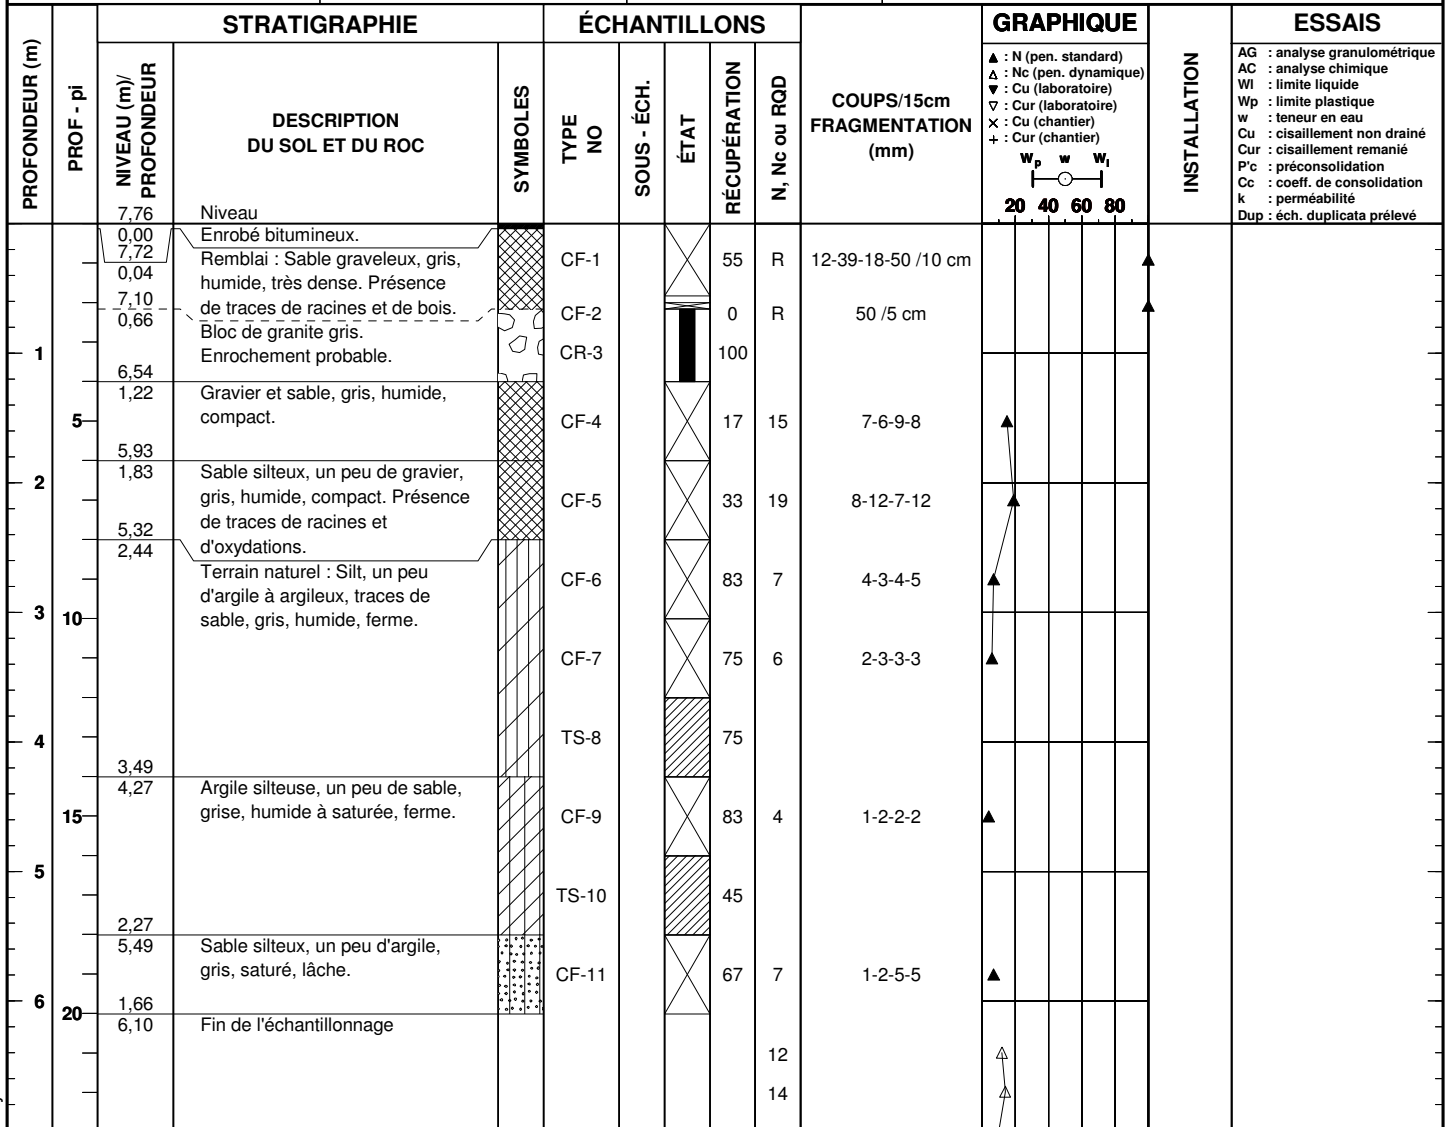 STRATIGRAPHIE
ÉCHANTILLONS
GRAPHIQUE
ESSAIS
PROFONDEUR (m)
PROF - pi
NIVEAU (m)/
PROFONDEUR
DESCRIPTION
DU SOL ET DU ROC
SYMBOLES
TYPE
NO
SOUS - ÉCH.
ÉTAT
RÉCUPÉRATION
N, Nc ou RQD
COUPS/15cm
FRAGMENTATION
(mm)
▲ : N (pen. standard)
△ : Nc (pen. dynamique)
▼ : Cu (laboratoire)
▽ : Cur (laboratoire)
× : Cu (chantier)
+ : Cur (chantier)
Wp w Wl
20 40 60 80
INSTALLATION
AG : analyse granulométrique
AC : analyse chimique
Wl : limite liquide
Wp : limite plastique
w : teneur en eau
Cu : cisaillement non drainé
Cur : cisaillement remanié
P'c : préconsolidation
Cc : coeff. de consolidation
k : perméabilité
Dup : éch. duplicata prélevé
7,76 Niveau
0,00 Enrobé bitumineux.
7,72 Remblai : Sable graveleux, gris,
CF-1 55 R 12-39-18-50 /10 cm
0,04 humide, très dense. Présence
7,10 de traces de racines et de bois.
CF-2 0 R 50 /5 cm
0,66 Bloc de granite gris.
Enrochement probable.
1 CR-3 100
6,54
1,22 Gravier et sable, gris, humide,
compact.
5 CF-4 17 15 7-6-9-8
5,93
1,83 Sable silteux, un peu de gravier,
2
gris, humide, compact. Présence
CF-5 33 19 8-12-7-12
de traces de racines et
5,32
2,44 d'oxydations.
Terrain naturel : Silt, un peu
CF-6 83 7 4-3-4-5
d'argile à argileux, traces de
sable, gris, humide, ferme.
3 10
CF-7 75 6 2-3-3-3
TS-8 75
4
3,49
4,27 Argile silteuse, un peu de sable,
grise, humide à saturée, ferme.
15 CF-9 83 4 1-2-2-2
5
TS-10 45
2,27
5,49 Sable silteux, un peu d'argile,
gris, saturé, lâche.
CF-11 67 7 1-2-5-5
6 20
1,66
6,10 Fin de l'échantillonnage
12
14